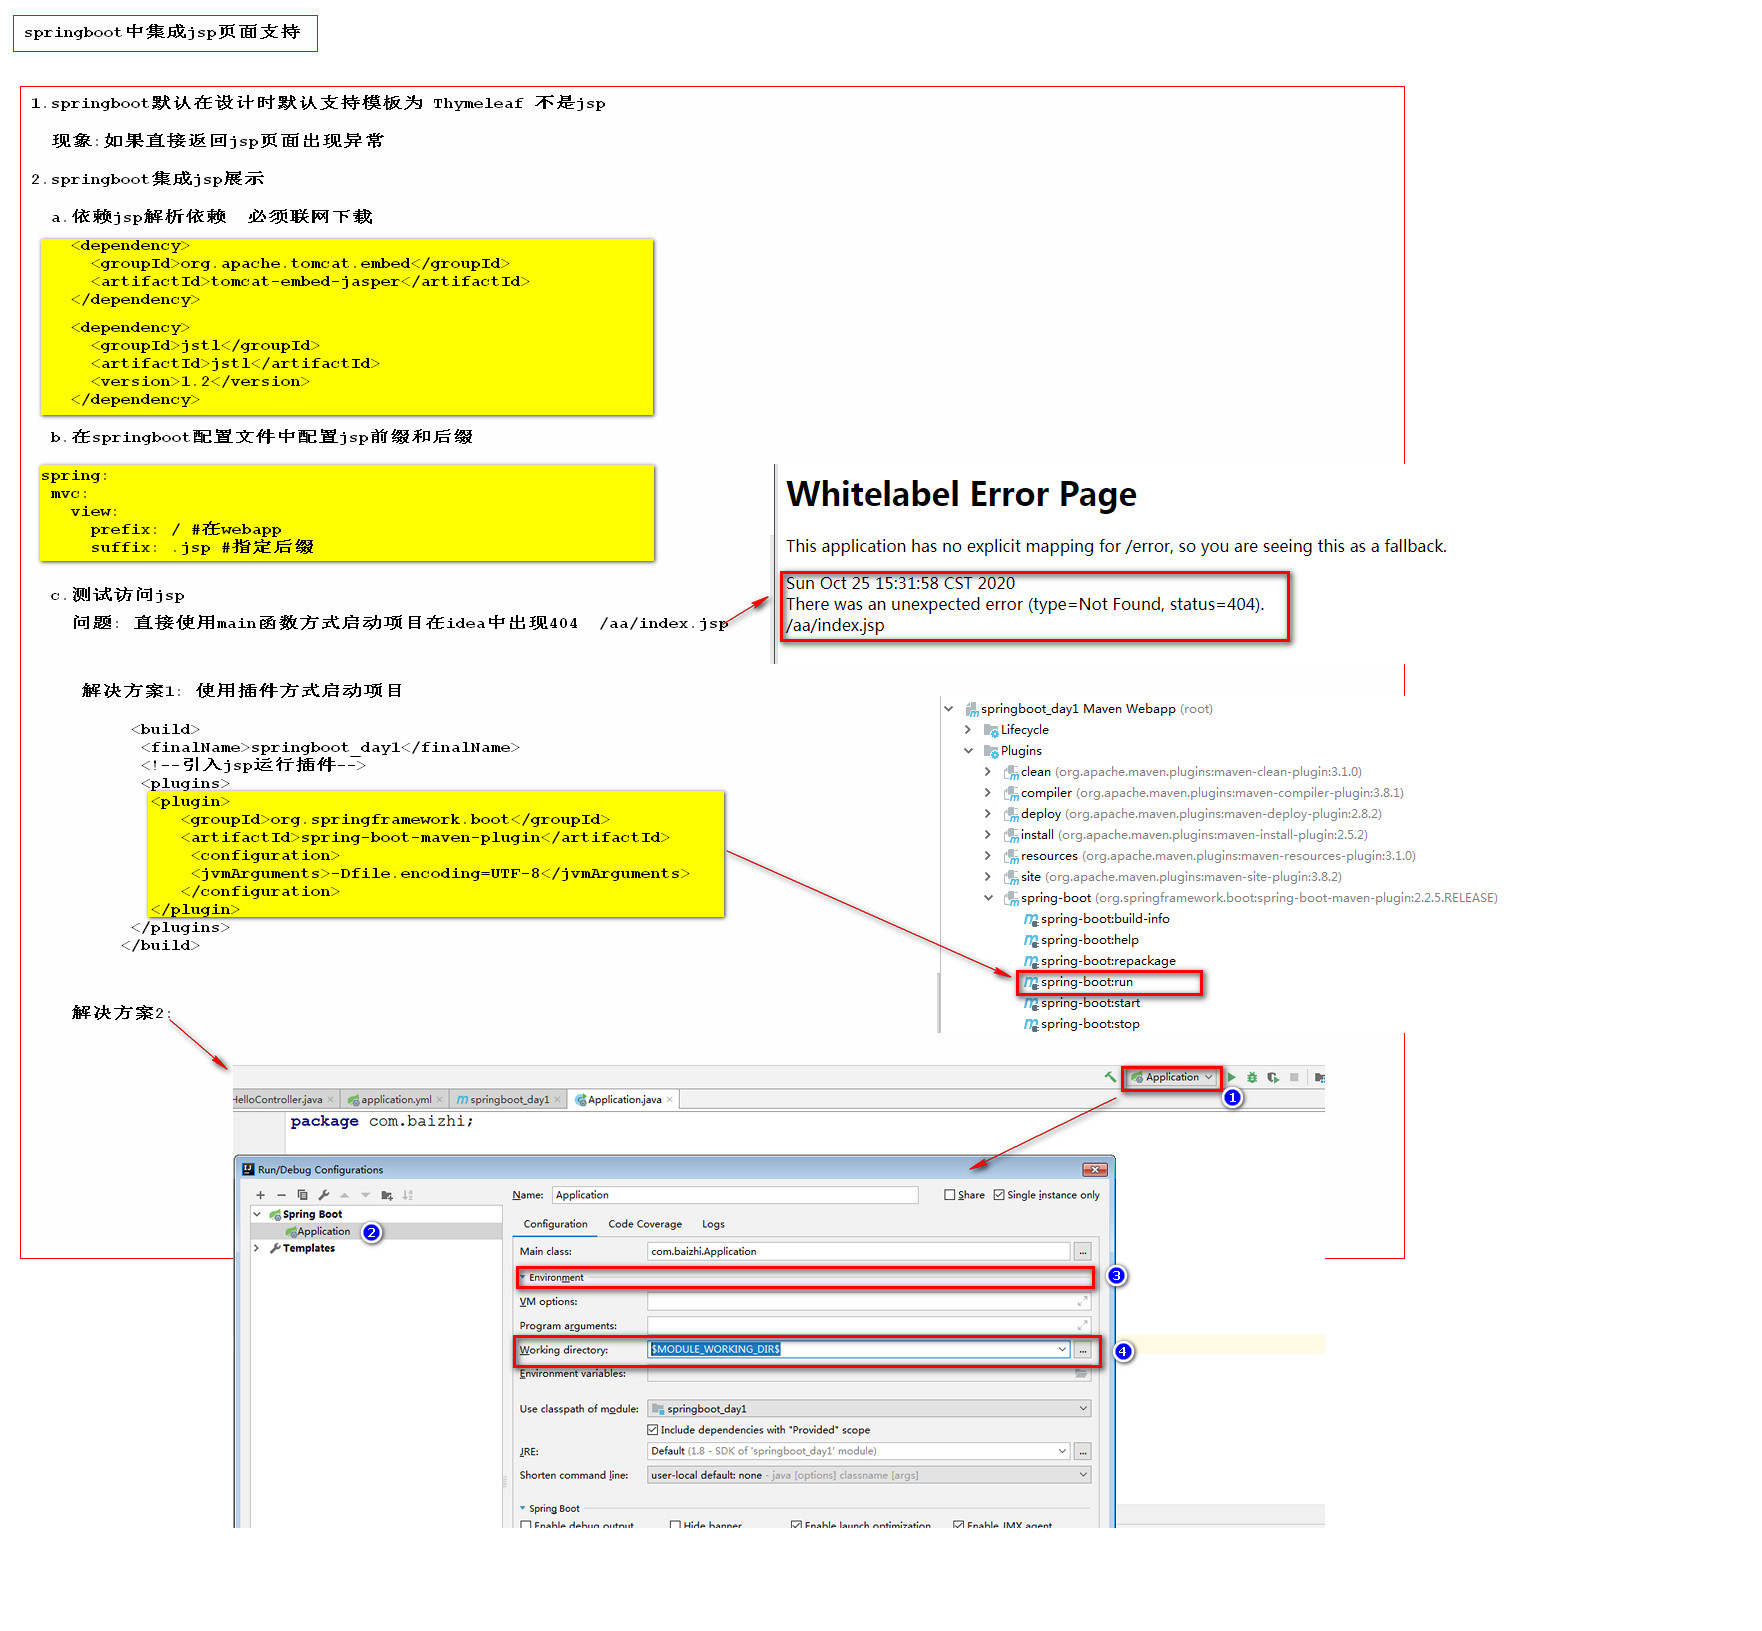 springboot中集成jsp页面支持
1.springboot默认在设计时默认支持模板为 Thymeleaf 不是jsp
现象:如果直接返回jsp页面出现异常
2.springboot集成jsp展示
a.依赖jsp解析依赖 必须联网下载
<dependency>
<groupId>org.apache.tomcat.embed</groupId>
<artifactId>tomcat-embed-jasper</artifactId>
</dependency>
<dependency>
<groupId>jstl</groupId>
<artifactId>jstl</artifactId>
<version>1.2</version>
</dependency>
b.在springboot配置文件中配置jsp前缀和后缀
spring:
mvc:
view:
prefix: / #在webapp
suffix: .jsp #指定后缀
Whitelabel Error Page
This application has no explicit mapping for /error, so you are seeing this as a fallback.
Sun Oct 25 15:31:58 CST 2020
There was an unexpected error (type=Not Found, status=404).
/aa/index.jsp
c.测试访问jsp
问题: 直接使用main函数方式启动项目在idea中出现404 /aa/index.jsp
解决方案1: 使用插件方式启动项目
<build>
<finalName>springboot_day1</finalName>
<!--引入jsp运行插件-->
<plugins>
<plugin>
<groupId>org.springframework.boot</groupId>
<artifactId>spring-boot-maven-plugin</artifactId>
<configuration>
<jvmArguments>-Dfile.encoding=UTF-8</jvmArguments>
</configuration>
</plugin>
</plugins>
</build>
springboot_day1 Maven Webapp (root)
Lifecycle
Plugins
clean (org.apache.maven.plugins:maven-clean-plugin:3.1.0)
compiler (org.apache.maven.plugins:maven-compiler-plugin:3.8.1)
deploy (org.apache.maven.plugins:maven-deploy-plugin:2.8.2)
install (org.apache.maven.plugins:maven-install-plugin:2.5.2)
resources (org.apache.maven.plugins:maven-resources-plugin:3.1.0)
site (org.apache.maven.plugins:maven-site-plugin:3.8.2)
spring-boot (org.springframework.boot:spring-boot-maven-plugin:2.2.5.RELEASE)
spring-boot:build-info
spring-boot:help
spring-boot:repackage
spring-boot:run
spring-boot:start
spring-boot:stop
解决方案2:
Application
1
HelloController.java application.yml springboot_day1 Application.java
package com.baizhi;
Run/Debug Configurations
Name: Application Share Single instance only
Spring Boot
Application 2
Templates
Configuration Code Coverage Logs
Main class: com.baizhi.Application ...
Environment 3
VM options:
Program arguments:
Working directory: $MODULE_WORKING_DIR$ ... 4
Environment variables:
Use classpath of module: springboot_day1
Include dependencies with "Provided" scope
JRE: Default (1.8 - SDK of 'springboot_day1' module) ...
Shorten command line: user-local default: none - java [options] classname [args]
Spring Boot
Enable debug output Hide banner Enable launch optimization Enable JMX agent